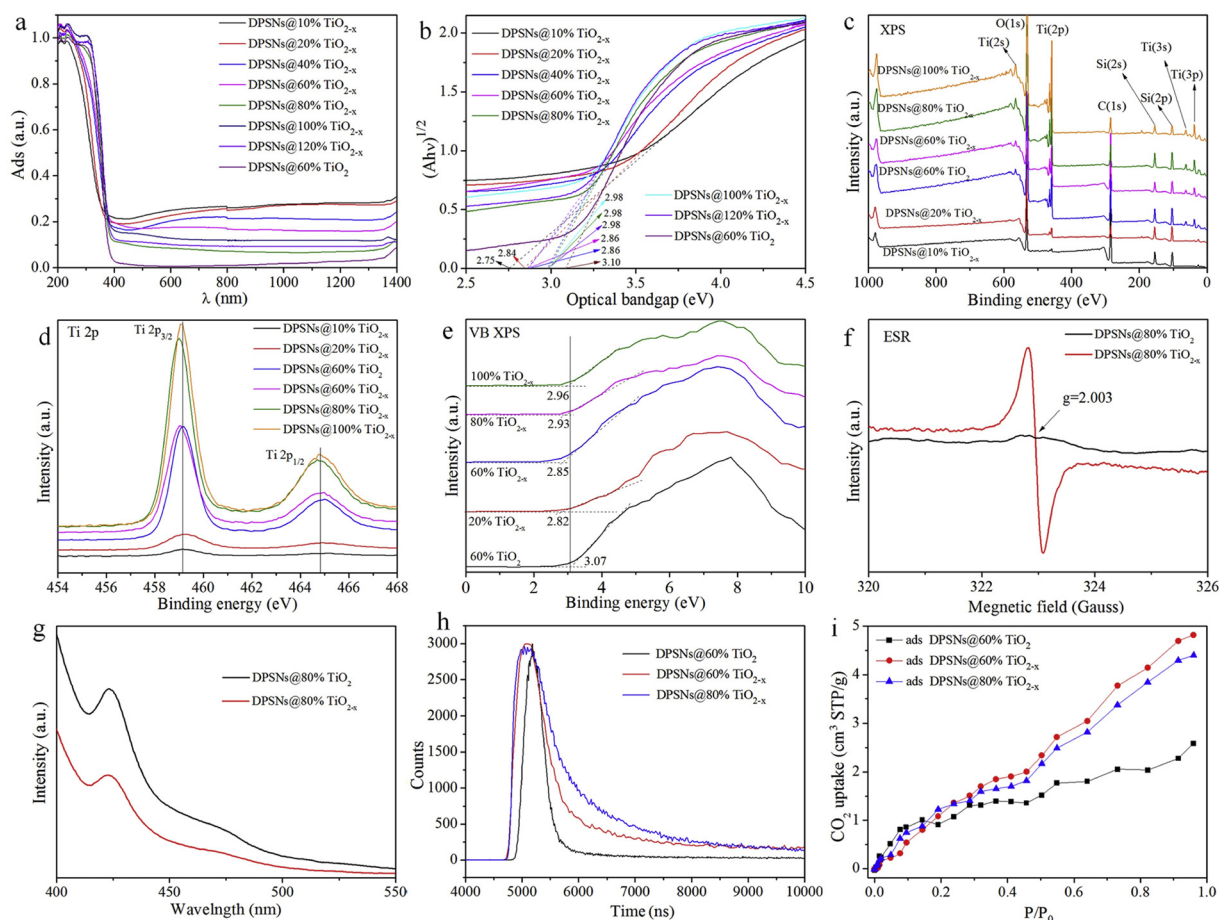 a
DPSNs@10% TiO2-x
DPSNs@20% TiO2-x
DPSNs@40% TiO2-x
DPSNs@60% TiO2-x
DPSNs@80% TiO2-x
DPSNs@100% TiO2-x
DPSNs@120% TiO2-x
DPSNs@60% TiO2
Ads (a.u.)
1.0
0.8
0.6
0.4
0.2
0.0
200 400 600 800 1000 1200 1400
λ (nm)
b
DPSNs@10% TiO2-x
DPSNs@20% TiO2-x
DPSNs@40% TiO2-x
DPSNs@60% TiO2-x
DPSNs@80% TiO2-x
DPSNs@100% TiO2-x
DPSNs@120% TiO2-x
DPSNs@60% TiO2
(Ahν)1/2
2.0
1.5
1.0
0.5
0.0
2.75
2.84
2.98
2.98
2.98
2.86
2.86
3.10
2.5 3.0 3.5 4.0 4.5
Optical bandgap (eV)
c
XPS
O(1s)
Ti(2s)
Ti(2p)
C(1s)
Si(2s)
Si(2p)
Ti(3s)
Ti(3p)
DPSNs@100% TiO2-x
DPSNs@80% TiO2-x
DPSNs@60% TiO2-x
DPSNs@60% TiO2
DPSNs@20% TiO2-x
DPSNs@10% TiO2-x
Intensity (a.u.)
1000 800 600 400 200 0
Binding energy (eV)
d
Ti 2p
Ti 2p3/2
Ti 2p1/2
DPSNs@10% TiO2-x
DPSNs@20% TiO2-x
DPSNs@60% TiO2
DPSNs@60% TiO2-x
DPSNs@80% TiO2-x
DPSNs@100% TiO2-x
Intensity (a.u.)
454 456 458 460 462 464 466 468
Binding energy (eV)
e
VB XPS
100% TiO2-x
2.96
80% TiO2-x
2.93
60% TiO2-x
2.85
20% TiO2-x
2.82
60% TiO2
3.07
Intensity (a.u.)
0 2 4 6 8 10
Binding energy (eV)
f
ESR
DPSNs@80% TiO2
DPSNs@80% TiO2-x
g=2.003
Intensity (a.u.)
320 322 324 326
Megnetic field (Gauss)
g
DPSNs@80% TiO2
DPSNs@80% TiO2-x
Intensity (a.u.)
400 450 500 550
Wavelngth (nm)
h
DPSNs@60% TiO2
DPSNs@60% TiO2-x
DPSNs@80% TiO2-x
Counts
3000
2500
2000
1500
1000
500
0
4000 5000 6000 7000 8000 9000 10000
Time (ns)
i
ads DPSNs@60% TiO2
ads DPSNs@60% TiO2-x
ads DPSNs@80% TiO2-x
CO2 uptake (cm3 STP/g)
5
4
3
2
1
0
0.0 0.2 0.4 0.6 0.8 1.0
P/P0